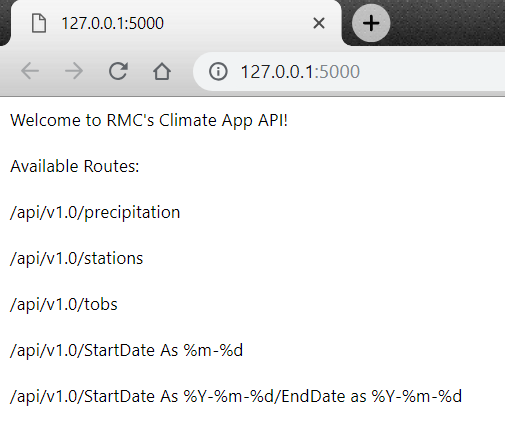 127.0.0.1:5000
127.0.0.1:5000
Welcome to RMC's Climate App API!
Available Routes:
/api/v1.0/precipitation
/api/v1.0/stations
/api/v1.0/tobs
/api/v1.0/StartDate As %m-%d
/api/v1.0/StartDate As %Y-%m-%d/EndDate as %Y-%m-%d